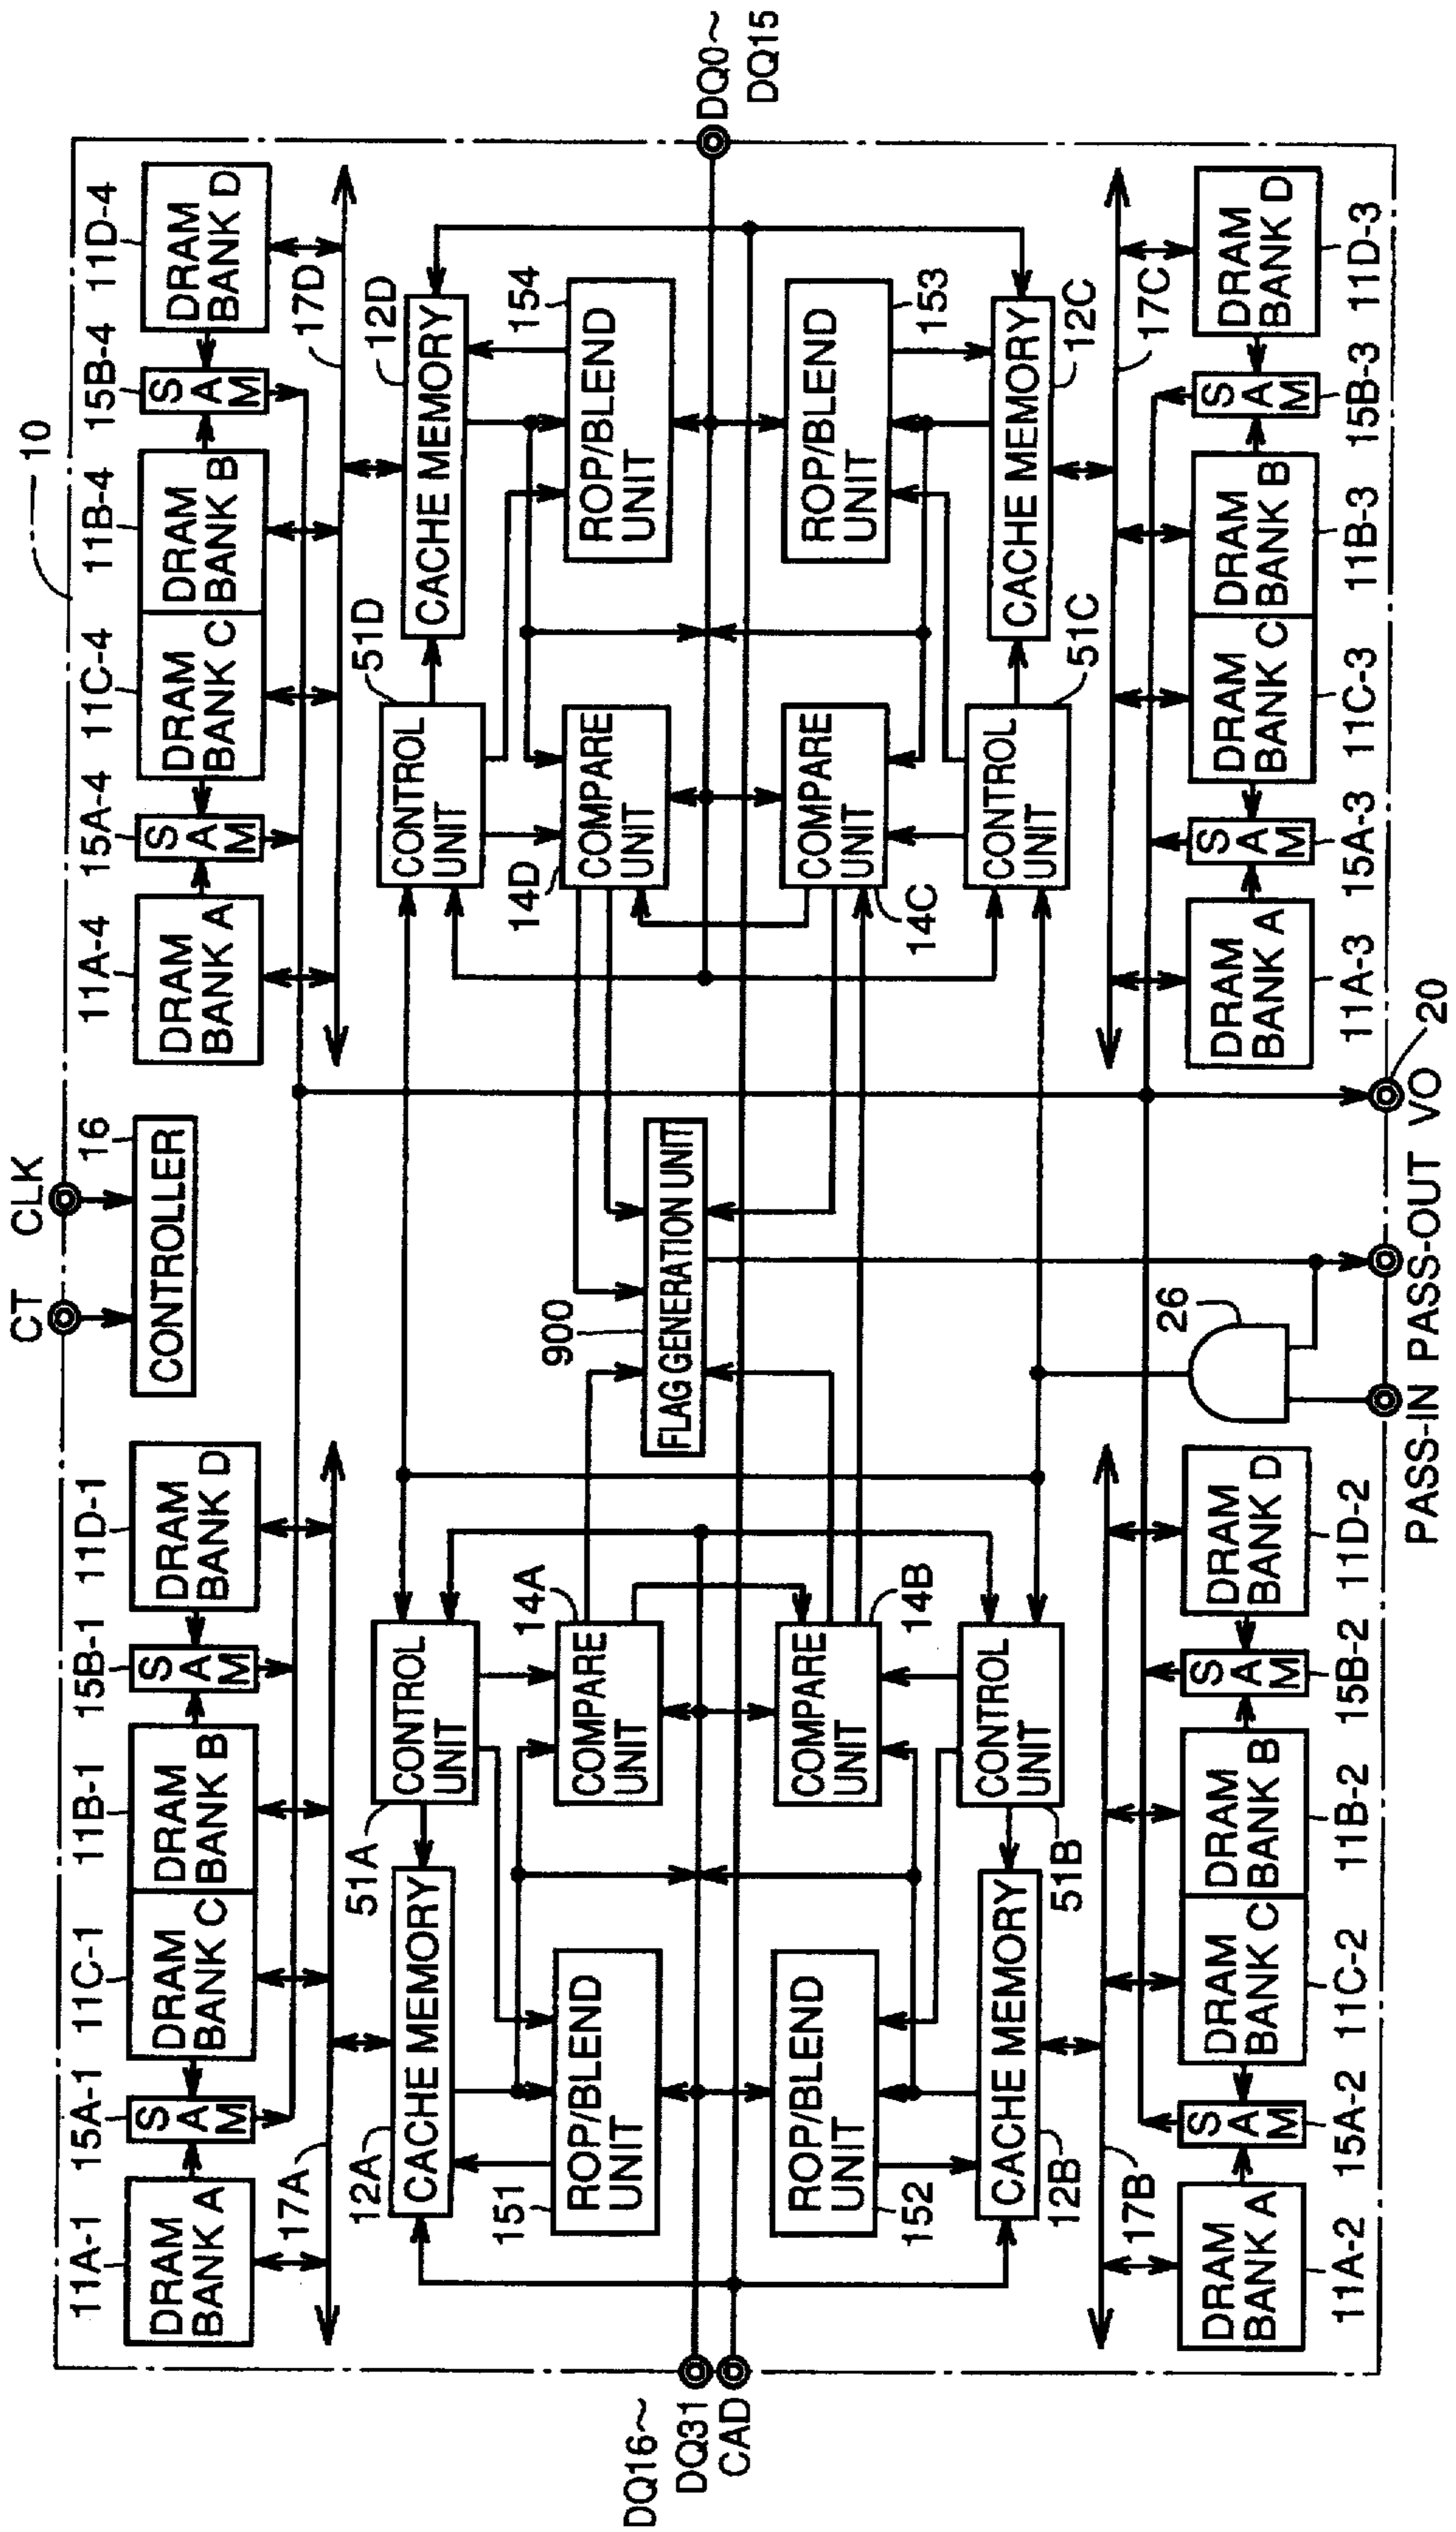 CT
CLK
10
16
CONTROLLER
11A-1
15A-1
11C-1
11B-1
15B-1
11D-1
11A-4
15A-4
11C-4
11B-4
15B-4
11D-4
DRAM
BANK A
SAM
DRAM
BANK C
DRAM
BANK B
SAM
DRAM
BANK D
DRAM
BANK A
SAM
DRAM
BANK C
DRAM
BANK B
SAM
DRAM
BANK D
17A
17D
12A
CACHE MEMORY
51A
CONTROL
UNIT
51D
CONTROL
UNIT
12D
CACHE MEMORY
151
ROP/BLEND
UNIT
14A
COMPARE
UNIT
900
FLAG GENERATION UNIT
14D
COMPARE
UNIT
154
ROP/BLEND
UNIT
DQ16~
DQ31
CAD
DQ0~
DQ15
152
ROP/BLEND
UNIT
14B
COMPARE
UNIT
14C
COMPARE
UNIT
153
ROP/BLEND
UNIT
12B
CACHE MEMORY
51B
CONTROL
UNIT
51C
CONTROL
UNIT
12C
CACHE MEMORY
17B
17C
26
DRAM
BANK A
SAM
DRAM
BANK C
DRAM
BANK B
SAM
DRAM
BANK D
DRAM
BANK A
SAM
DRAM
BANK C
DRAM
BANK B
SAM
DRAM
BANK D
11A-2
15A-2
11C-2
11B-2
15B-2
11D-2
11A-3
15A-3
11C-3
11B-3
15B-3
11D-3
20
PASS-IN PASS-OUT VO